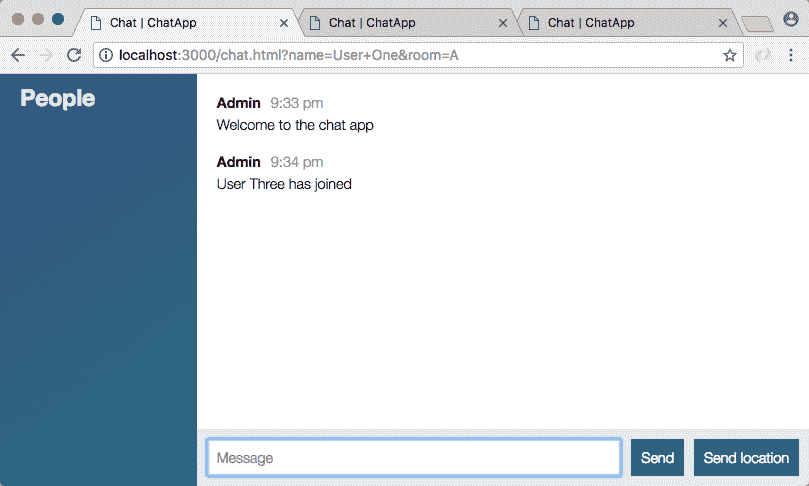 Chat | ChatApp
Chat | ChatApp
Chat | ChatApp
localhost:3000/chat.html?name=User+One&room=A
People
Admin 9:33 pm
Welcome to the chat app
Admin 9:34 pm
User Three has joined
Message
Send
Send location